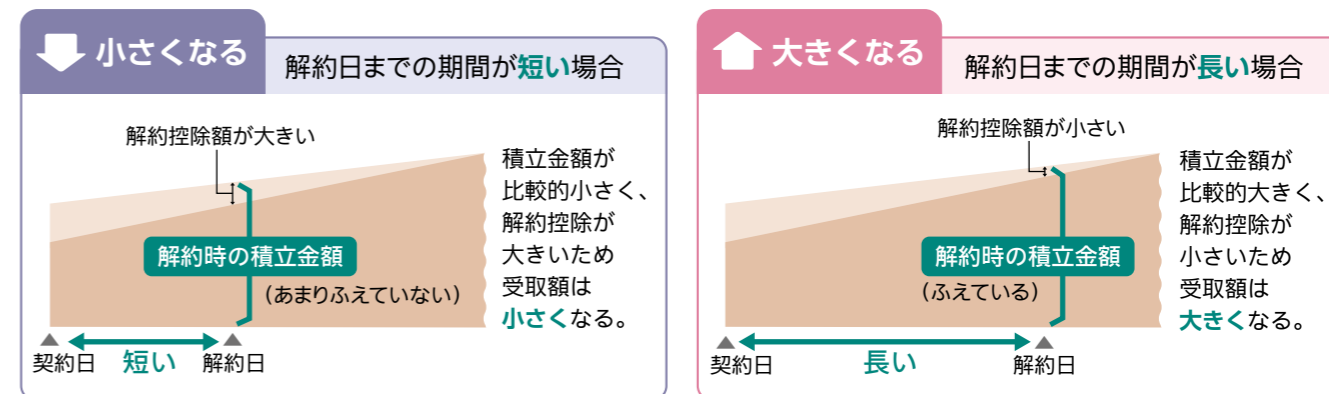 小さくなる
解約日までの期間が短い場合
解約控除額が大きい
解約時の積立金額
(あまりふえていない)
積立金額が
比較的小さく、
解約控除が
大きいため
受取額は
小さくなる。
契約日
短い
解約日
大きくなる
解約日までの期間が長い場合
解約控除額が小さい
解約時の積立金額
(ふえている)
積立金額が
比較的大きく、
解約控除が
小さいため
受取額は
大きくなる。
契約日
長い
解約日